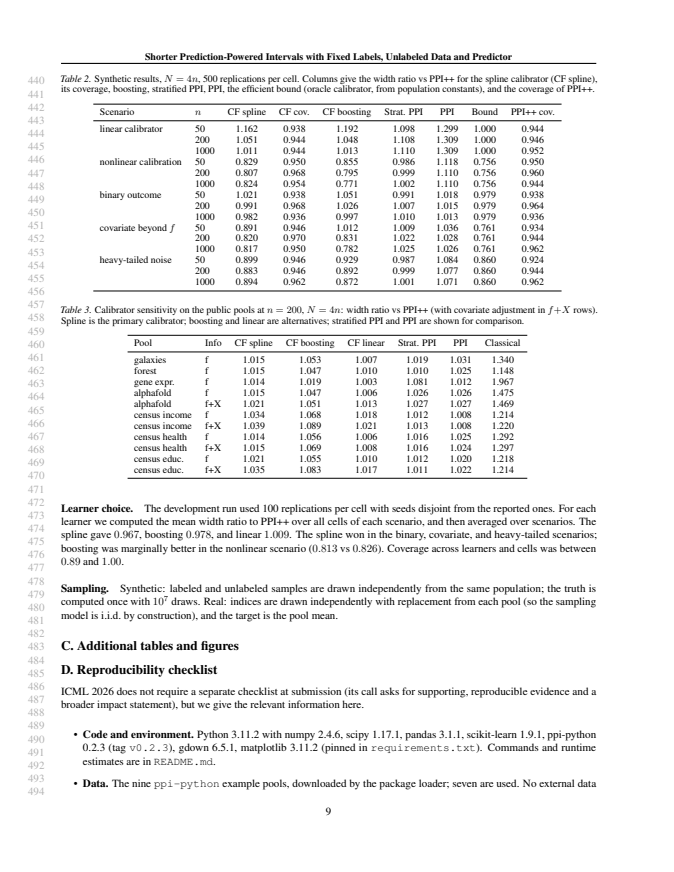 Shorter Prediction-Powered Intervals with Fixed Labels, Unlabeled Data and Predictor
440 Table 2. Synthetic results, N = 4n, 500 replications per cell. Columns give the width ratio vs PPI++ for the spline calibrator (CF spline),
441 its coverage, boosting, stratified PPI, PPI, the efficient bound (oracle calibrator, from population constants), and the coverage of PPI++.
442 Scenario n CF spline CF cov. CF boosting Strat. PPI PPI Bound PPI++ cov.
443
444 linear calibrator 50 1.162 0.938 1.192 1.098 1.299 1.000 0.944
445 200 1.051 0.944 1.048 1.108 1.309 1.000 0.946
446 1000 1.011 0.944 1.013 1.110 1.309 1.000 0.952
nonlinear calibration 50 0.829 0.950 0.855 0.986 1.118 0.756 0.950
447 200 0.807 0.968 0.795 0.999 1.110 0.756 0.960
448 1000 0.824 0.954 0.771 1.002 1.110 0.756 0.944
449 binary outcome 50 1.021 0.938 1.051 0.991 1.018 0.979 0.938
450 200 0.991 0.968 1.026 1.007 1.015 0.979 0.964
1000 0.982 0.936 0.997 1.010 1.013 0.979 0.936
451 covariate beyond f 50 0.891 0.946 1.012 1.009 1.036 0.761 0.934
452 200 0.820 0.970 0.831 1.022 1.028 0.761 0.944
453 1000 0.817 0.950 0.782 1.025 1.026 0.761 0.962
454 heavy-tailed noise 50 0.899 0.946 0.929 0.987 1.084 0.860 0.924
455 200 0.883 0.946 0.892 0.999 1.077 0.860 0.944
1000 0.894 0.962 0.872 1.001 1.071 0.860 0.962
456
457 Table 3. Calibrator sensitivity on the public pools at n = 200, N = 4n: width ratio vs PPI++ (with covariate adjustment in f+X rows).
458 Spline is the primary calibrator; boosting and linear are alternatives; stratified PPI and PPI are shown for comparison.
459
460 Pool Info CF spline CF boosting CF linear Strat. PPI PPI Classical
461 galaxies f 1.015 1.053 1.007 1.019 1.031 1.340
462 forest f 1.015 1.047 1.010 1.010 1.025 1.148
463 gene expr. f 1.014 1.019 1.003 1.081 1.012 1.967
464 alphafold f 1.015 1.047 1.006 1.026 1.026 1.475
465 alphafold f+X 1.021 1.051 1.013 1.027 1.027 1.469
census income f 1.034 1.068 1.018 1.012 1.008 1.214
466 census income f+X 1.039 1.089 1.021 1.013 1.008 1.220
467 census health f 1.014 1.056 1.006 1.016 1.025 1.292
468 census health f+X 1.015 1.069 1.008 1.016 1.024 1.297
469 census educ. f 1.021 1.055 1.010 1.012 1.020 1.218
470 census educ. f+X 1.035 1.083 1.017 1.011 1.022 1.214
471
472 Learner choice. The development run used 100 replications per cell with seeds disjoint from the reported ones. For each
473 learner we computed the mean width ratio to PPI++ over all cells of each scenario, and then averaged over scenarios. The
474 spline gave 0.967, boosting 0.978, and linear 1.009. The spline won in the binary, covariate, and heavy-tailed scenarios;
475 boosting was marginally better in the nonlinear scenario (0.813 vs 0.826). Coverage across learners and cells was between
476 0.89 and 1.00.
477
478 Sampling. Synthetic: labeled and unlabeled samples are drawn independently from the same population; the truth is
479 computed once with 10⁷ draws. Real: indices are drawn independently with replacement from each pool (so the sampling
480 model is i.i.d. by construction), and the target is the pool mean.
481
482
483 C. Additional tables and figures
484
485 D. Reproducibility checklist
486
487 ICML 2026 does not require a separate checklist at submission (its call asks for supporting, reproducible evidence and a
488 broader impact statement), but we give the relevant information here.
489
490 • Code and environment. Python 3.11.2 with numpy 2.4.6, scipy 1.17.1, pandas 3.1.1, scikit-learn 1.9.1, ppi-python
491 0.2.3 (tag v0.2.3), gdown 6.5.1, matplotlib 3.11.2 (pinned in requirements.txt). Commands and runtime
492 estimates are in README.md.
493
494 • Data. The nine ppi-python example pools, downloaded by the package loader; seven are used. No external data
9